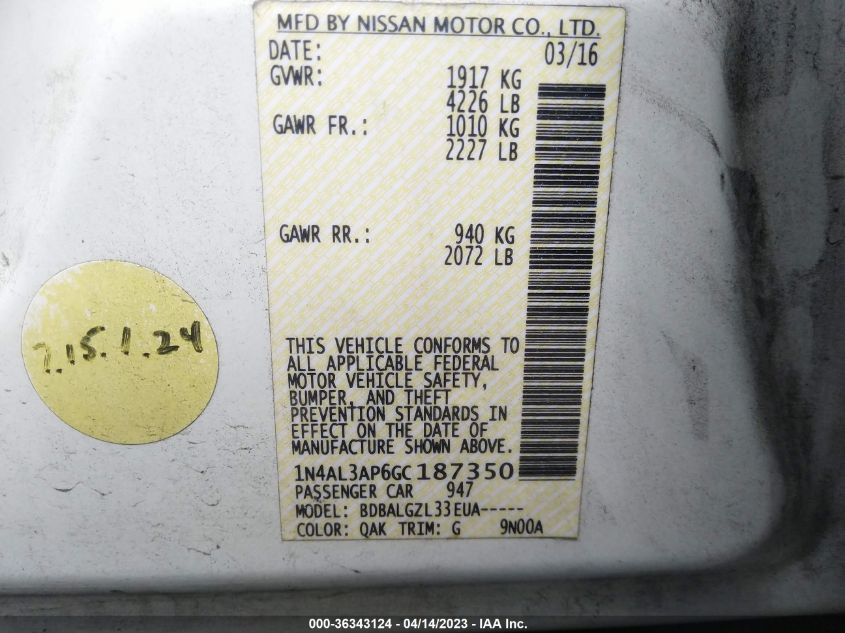 MFD BY NISSAN MOTOR CO., LTD.
DATE: 03/16
GVWR: 1917 KG
4226 LB
GAWR FR.: 1010 KG
2227 LB
GAWR RR.: 940 KG
2072 LB
7.15.1.24
THIS VEHICLE CONFORMS TO
ALL APPLICABLE FEDERAL
MOTOR VEHICLE SAFETY,
BUMPER, AND THEFT
PREVENTION STANDARDS IN
EFFECT ON THE DATE OF
MANUFACTURE SHOWN ABOVE.
1N4AL3AP6GC187350
PASSENGER CAR 947
MODEL: BDBALGZL33EUA-----
COLOR: QAK TRIM: G 9N00A
000-36343124 - 04/14/2023 - IAA Inc.